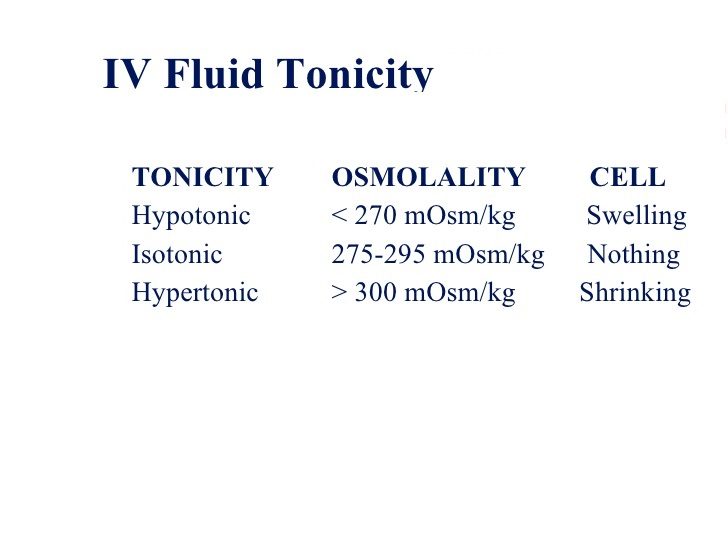 IV Fluid Tonicity
TONICITY OSMOLALITY CELL
Hypotonic < 270 mOsm/kg Swelling
Isotonic 275-295 mOsm/kg Nothing
Hypertonic > 300 mOsm/kg Shrinking